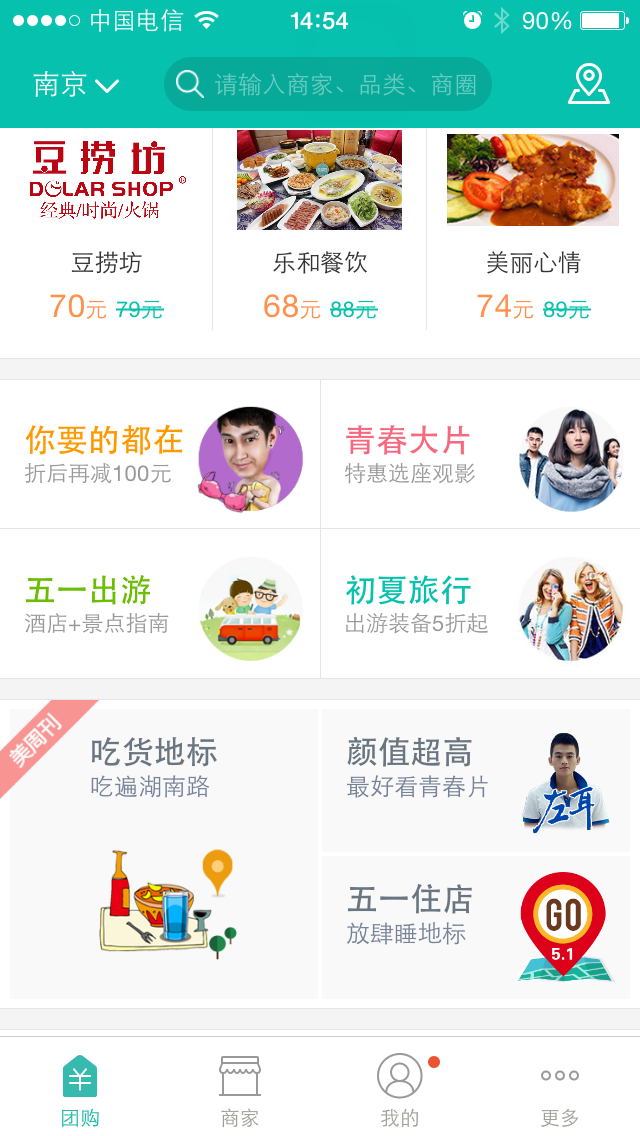 中国电信 14:54 90%
南京 请输入商家、品类、商圈
豆捞坊
DOLAR SHOP®
经典/时尚/火锅
豆捞坊 乐和餐饮 美丽心情
70元 79元 68元 88元 74元 89元
你要的都在
折后再减100元
青春大片
特惠选座观影
五一出游
酒店+景点指南
初夏旅行
出游装备5折起
美周刊
吃货地标
吃遍湖南路
颜值超高
最好看青春片
左耳
五一住店
放肆睡地标
GO
5.1
团购 商家 我的 更多